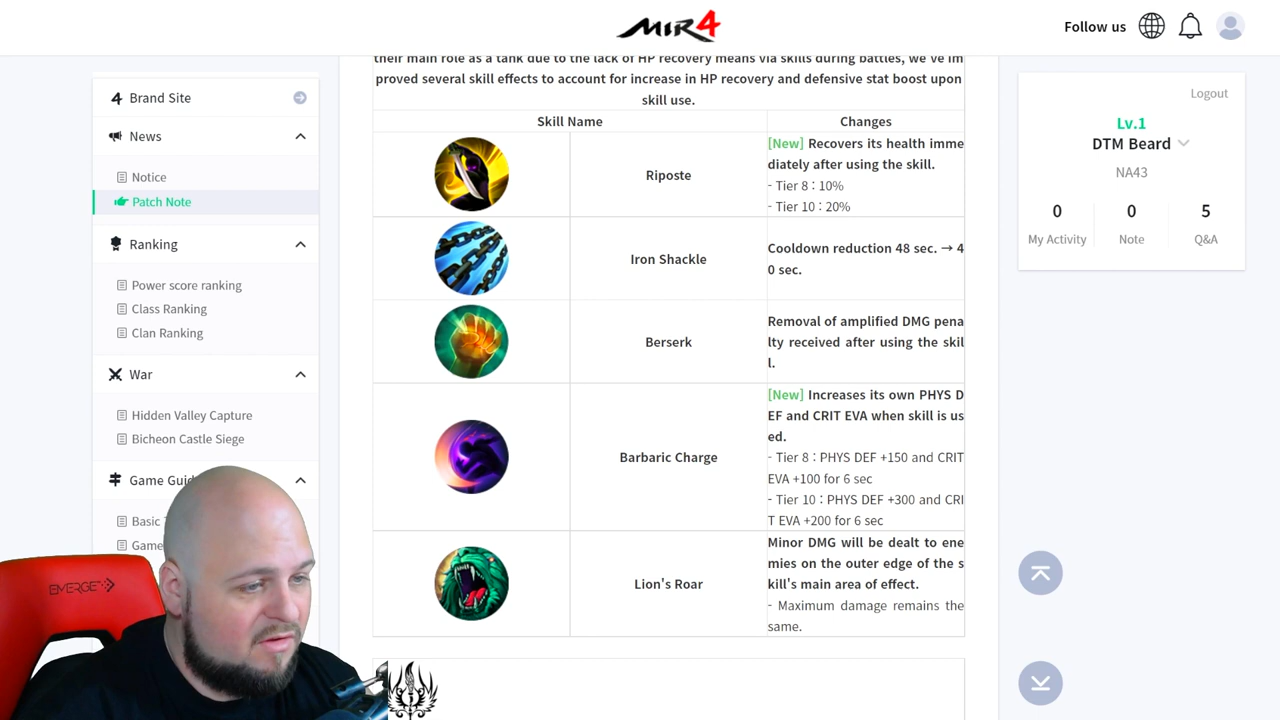 MIR4
Follow us
4 Brand Site
News
Notice
Patch Note
Ranking
Power score ranking
Class Ranking
Clan Ranking
War
Hidden Valley Capture
Bicheon Castle Siege
Game Gui
Basic
Game
EMERGE
their main role as a tank due to the lack of HP recovery means via skills during battles, we've im
proved several skill effects to account for increase in HP recovery and defensive stat boost upon
skill use.
Skill Name
Changes
Riposte
[New] Recovers its health imme
diately after using the skill.
- Tier 8 : 10%
- Tier 10 : 20%
Iron Shackle
Cooldown reduction 48 sec. → 4
0 sec.
Berserk
Removal of amplified DMG pena
lty received after using the skil
l.
Barbaric Charge
[New] Increases its own PHYS D
EF and CRIT EVA when skill is us
ed.
- Tier 8 : PHYS DEF +150 and CRIT
EVA +100 for 6 sec
- Tier 10 : PHYS DEF +300 and CRI
T EVA +200 for 6 sec
Lion's Roar
Minor DMG will be dealt to ene
mies on the outer edge of the s
kill's main area of effect.
- Maximum damage remains the
same.
Logout
Lv.1
DTM Beard
NA43
0
My Activity
0
Note
5
Q&A